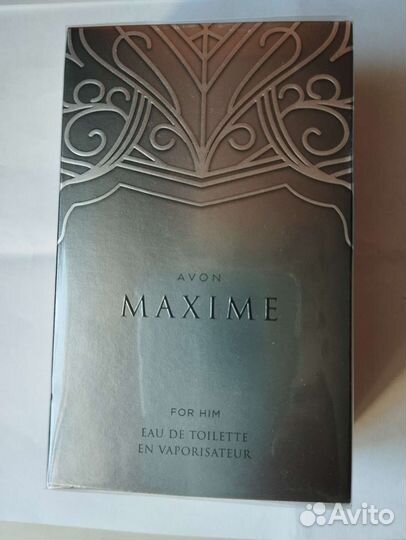 AVON
MAXIME
FOR HIM
EAU DE TOILETTE
EN VAPORISATEUR
Avito